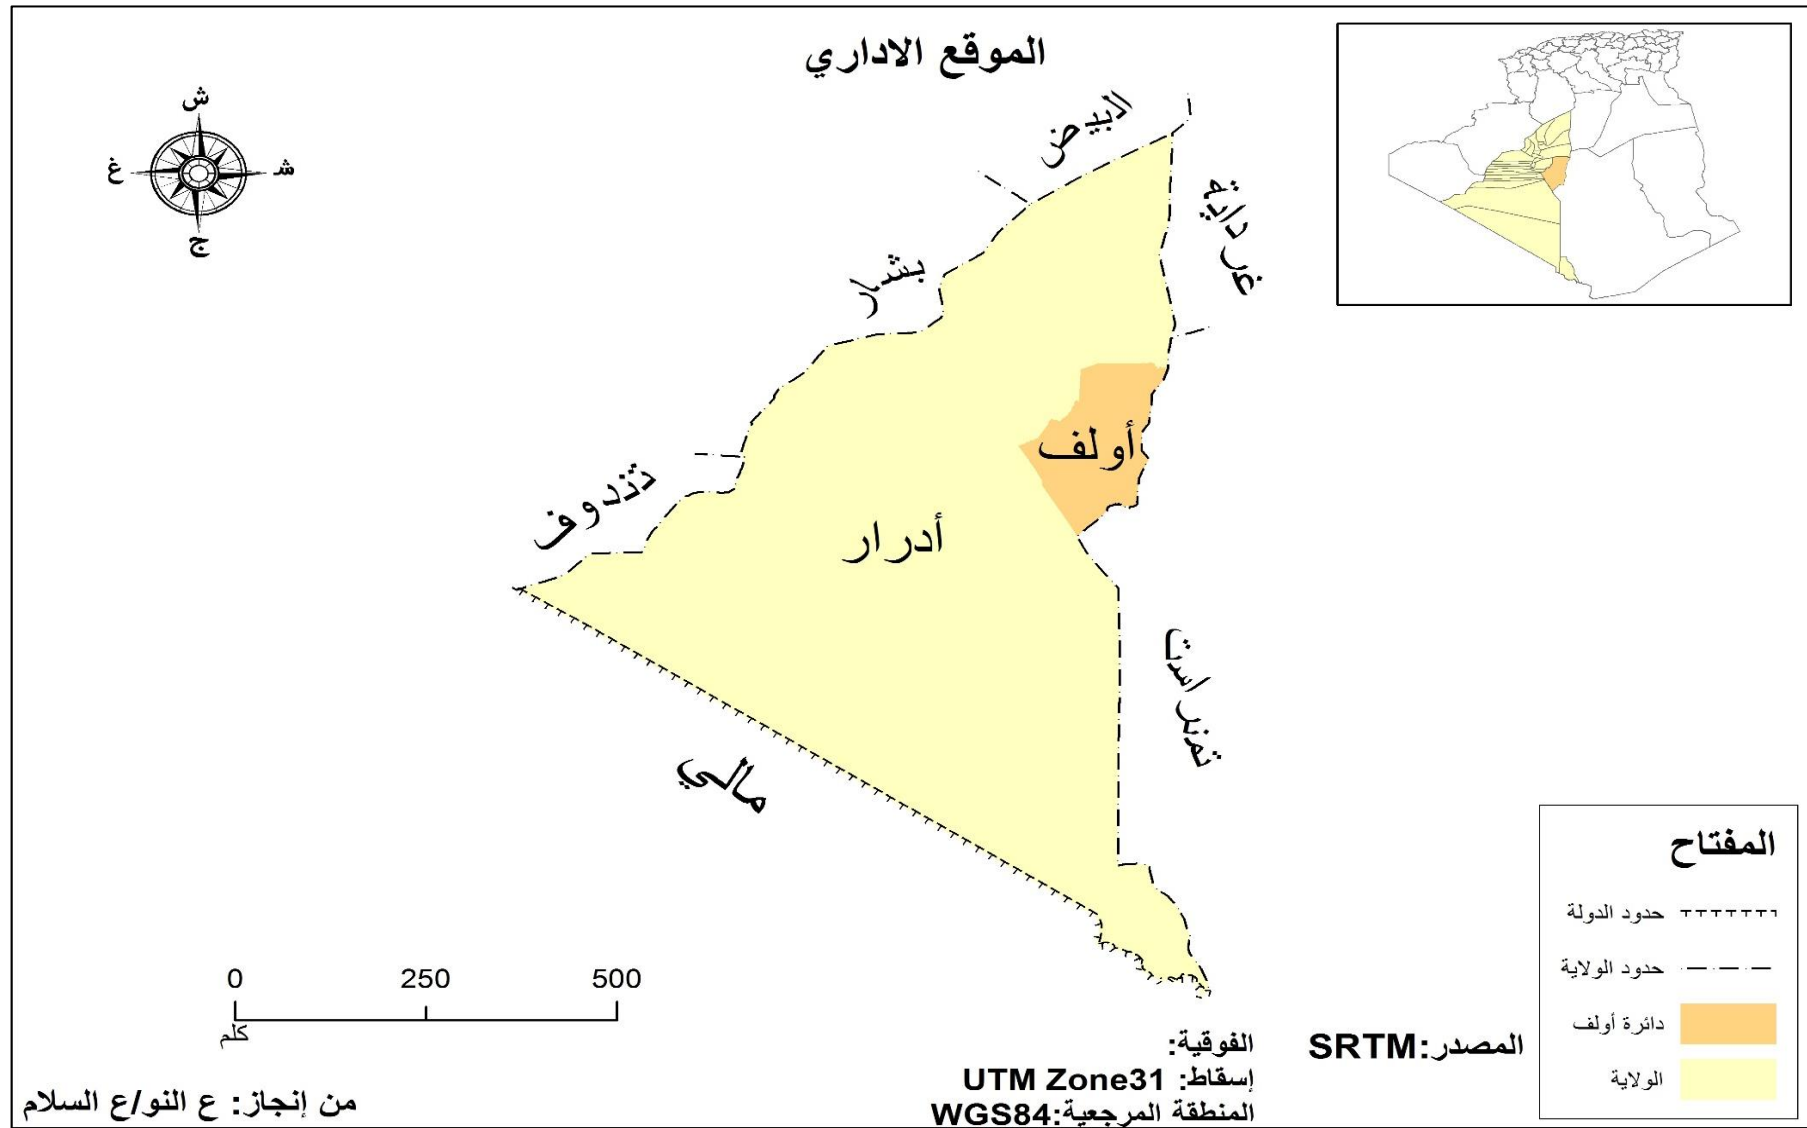 الموقع الاداري
ش
غ
شـ
ج
البيض
غرداية
بشار
أولف
تندوف
أدرار
تمنراست
مالي
المفتاح
حدود الدولة
حدود الولاية
دائرة أولف
الولاية
0 250 500
كلم
الفوقية:
المصدر:SRTM
إسقاط: UTM Zone31
المنطقة المرجعية:WGS84
من إنجاز: ع النو/ع السلام